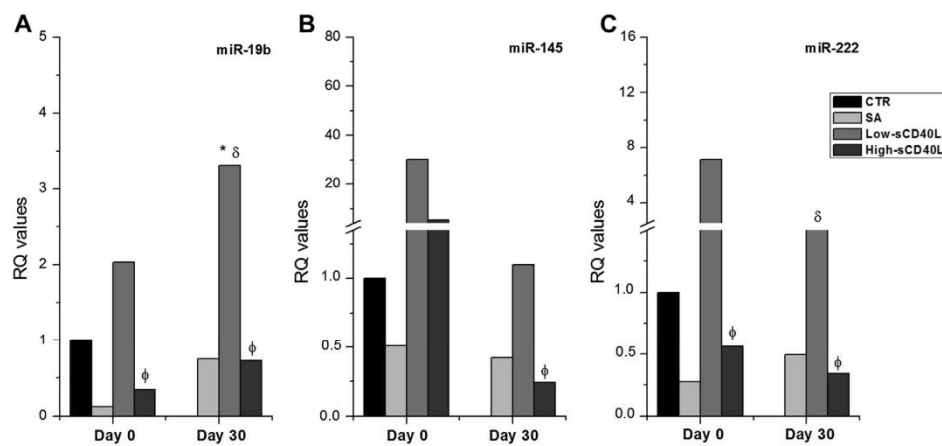 A
miR-19b
RQ values
5
4
3
2
1
0
* δ
ϕ
ϕ
Day 0
Day 30
B
miR-145
RQ values
80
60
40
20
1.0
0.5
0.0
ϕ
Day 0
Day 30
C
miR-222
RQ values
16
12
8
4
1.0
0.5
0.0
δ
ϕ
ϕ
Day 0
Day 30
CTR
SA
Low-sCD40L
High-sCD40L